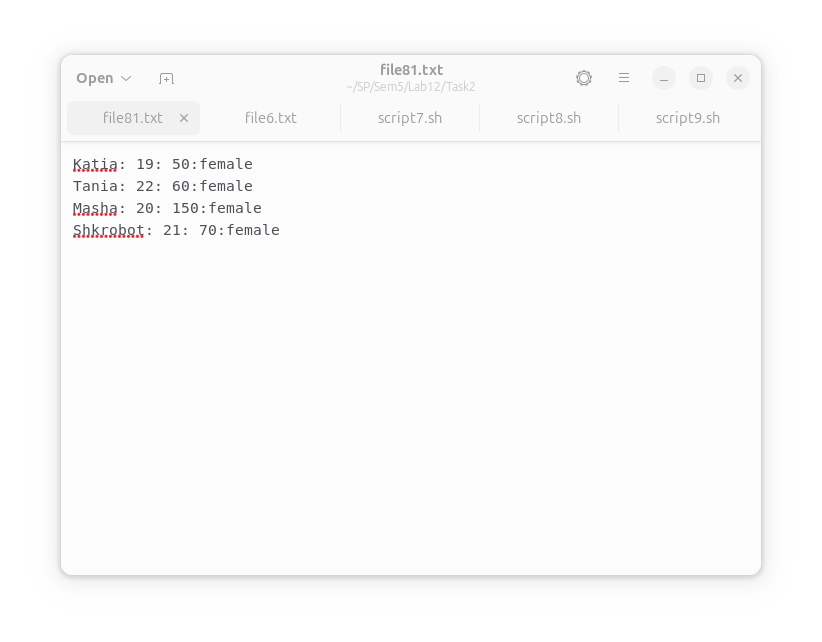 Open
file81.txt
~/SP/Sem5/Lab12/Task2
file81.txt
file6.txt
script7.sh
script8.sh
script9.sh
Katia: 19: 50:female
Tania: 22: 60:female
Masha: 20: 150:female
Shkrobot: 21: 70:female